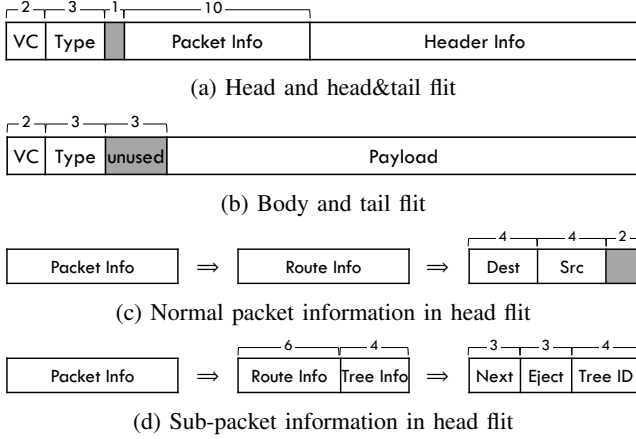 2 3 1 10
VC Type Packet Info Header Info
(a) Head and head&tail flit
2 3 3
VC Type unused Payload
(b) Body and tail flit
4 4 2
Packet Info ⇒ Route Info ⇒ Dest Src
(c) Normal packet information in head flit
6 4 3 3 4
Packet Info ⇒ Route Info Tree Info ⇒ Next Eject Tree ID
(d) Sub-packet information in head flit